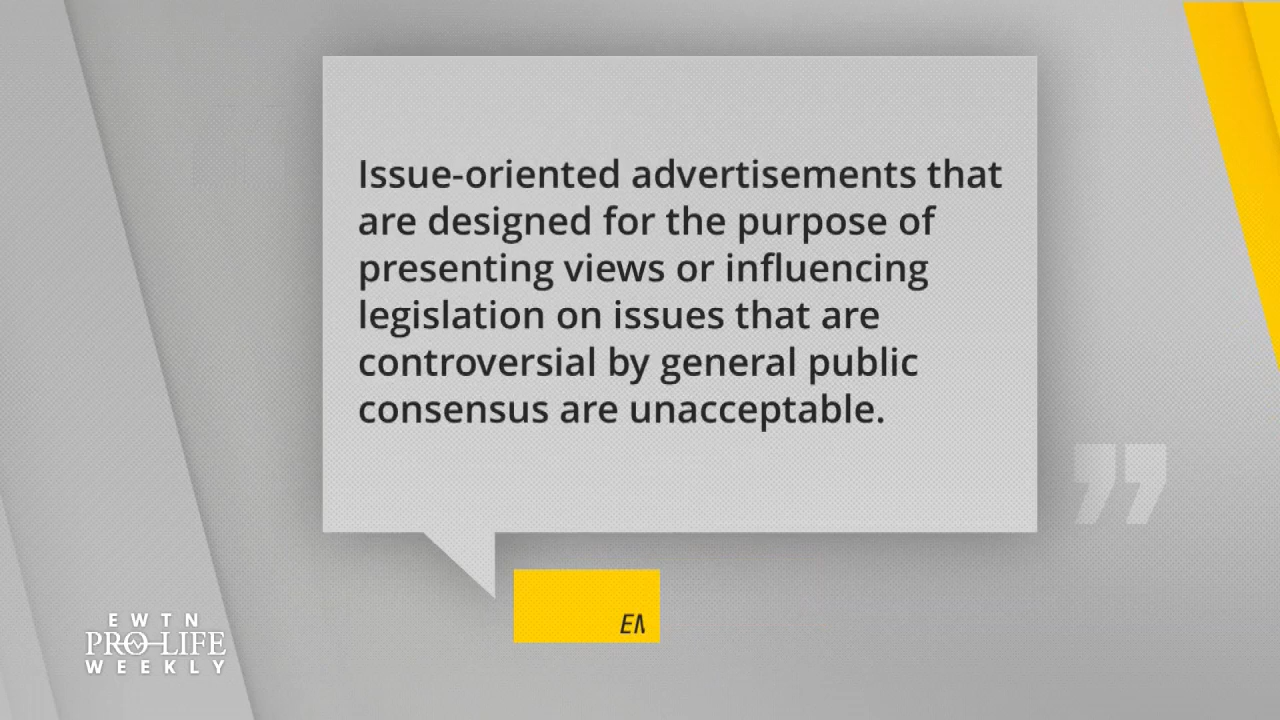 Issue-oriented advertisements that
are designed for the purpose of
presenting views or influencing
legislation on issues that are
controversial by general public
consensus are unacceptable.
”
EWTN
PRO-LIFE
WEEKLY